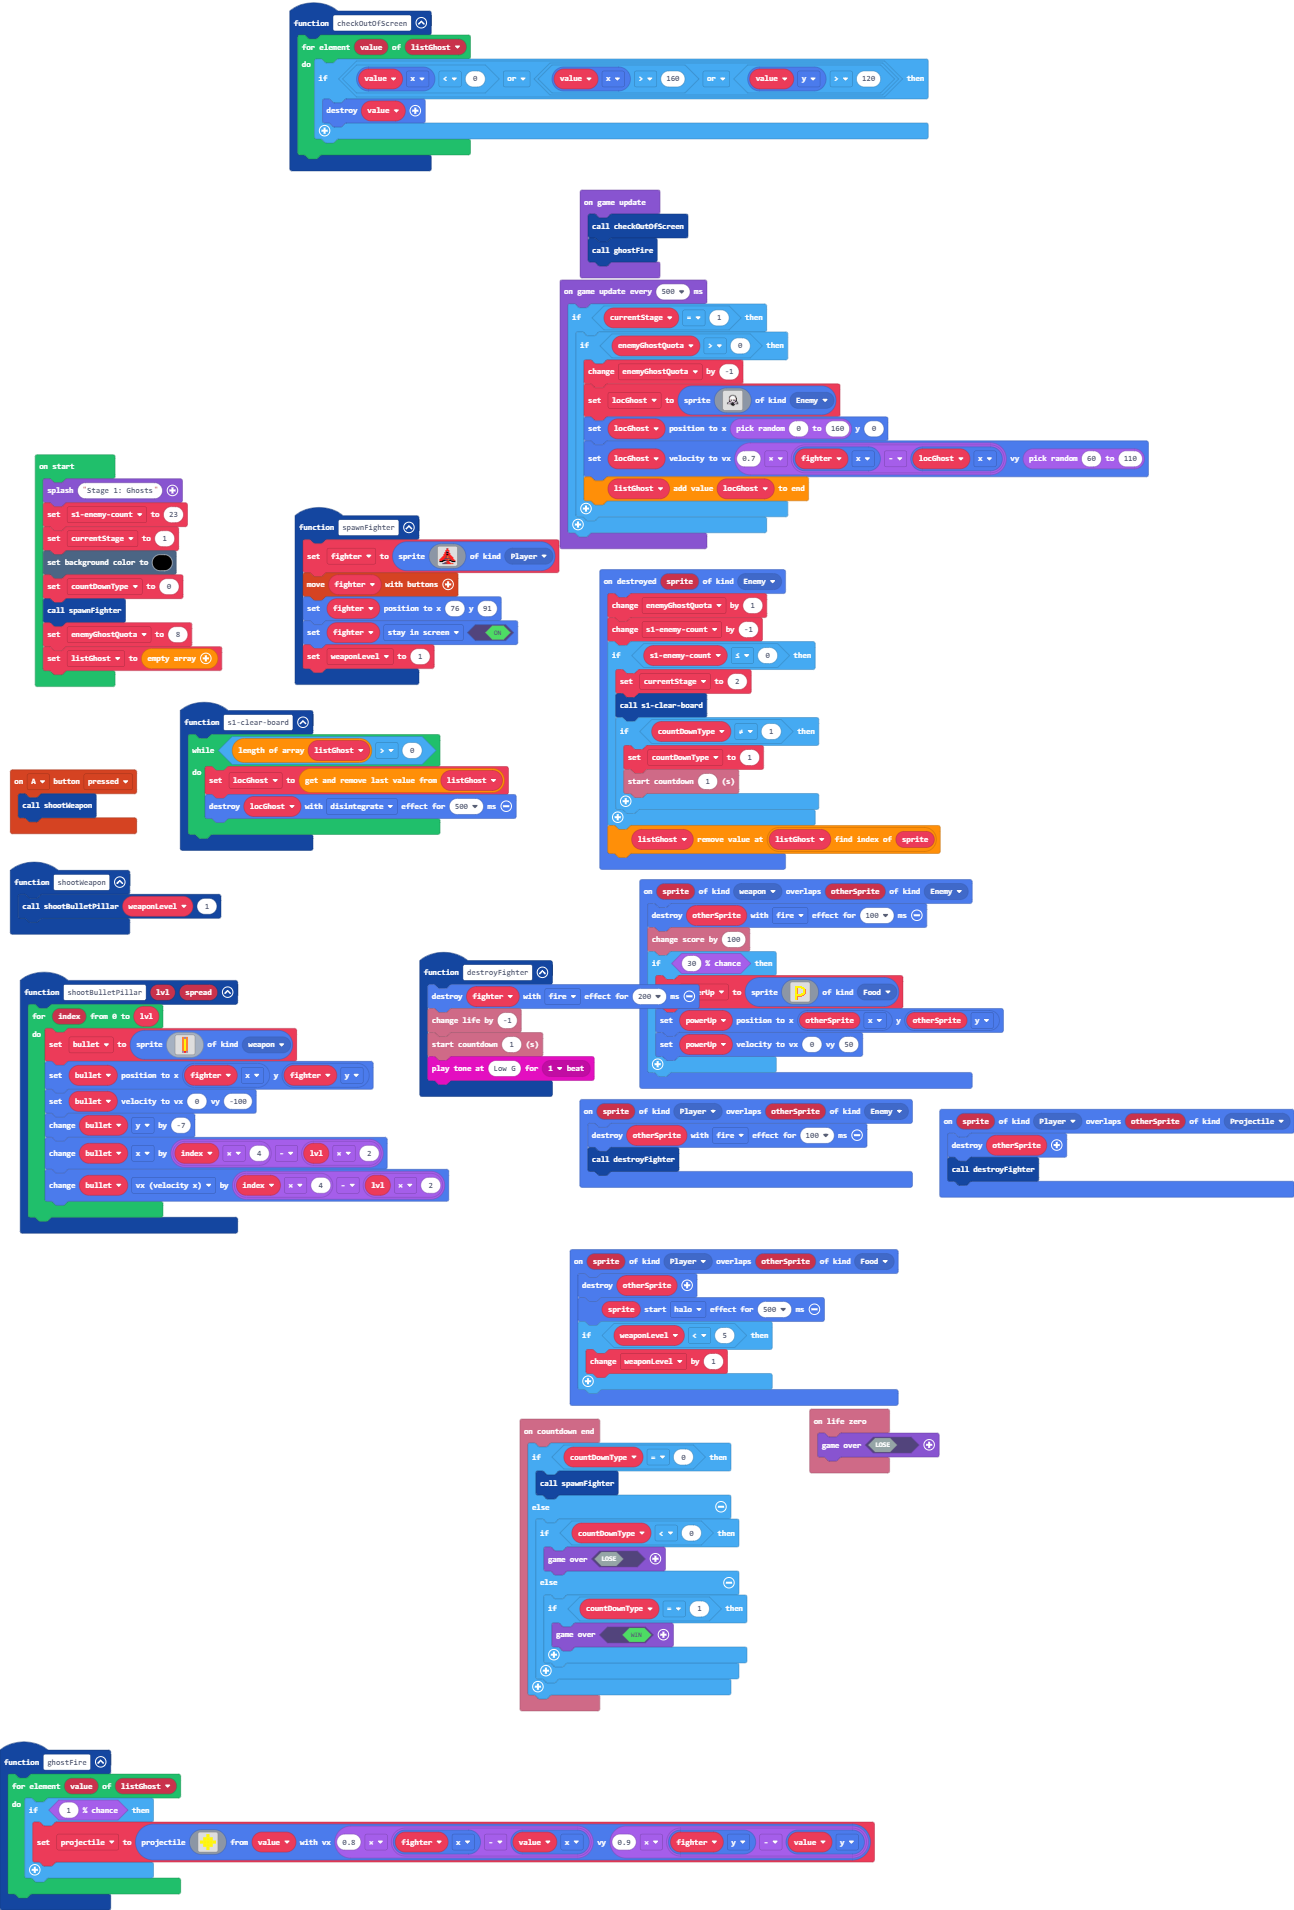 function checkOutOfScreen
for element value of listGhost
do
if value x < 0 or value x > 160 or value y > 120 then
destroy value
on game update
call checkOutOfScreen
call ghostFire
on game update every 500 ms
if currentStage = 1 then
if enemyGhostQuota > 0 then
change enemyGhostQuota by -1
set locGhost to sprite of kind Enemy
set locGhost position to x pick random 0 to 160 y 0
set locGhost velocity to vx 0.7 × fighter x - locGhost x vy pick random 60 to 110
listGhost add value locGhost to end
on start
splash "Stage 1: Ghosts"
set s1-enemy-count to 23
set currentStage to 1
set background color to
set countDownType to 0
call spawnFighter
set enemyGhostQuota to 8
set listGhost to empty array
function spawnFighter
set fighter to sprite of kind Player
move fighter with buttons
set fighter position to x 76 y 91
set fighter stay in screen ON
set weaponLevel to 1
on destroyed sprite of kind Enemy
change enemyGhostQuota by 1
change s1-enemy-count by -1
if s1-enemy-count ≤ 0 then
set currentStage to 2
call s1-clear-board
if countDownType ≠ 1 then
set countDownType to 1
start countdown 1 (s)
listGhost remove value at listGhost find index of sprite
function s1-clear-board
while length of array listGhost > 0
do
set locGhost to get and remove last value from listGhost
destroy locGhost with disintegrate effect for 500 ms
on A button pressed
call shootWeapon
function shootWeapon
call shootBulletPillar weaponLevel 1
on sprite of kind weapon overlaps otherSprite of kind Enemy
destroy otherSprite with fire effect for 100 ms
change score by 100
if 30 % chance then
erUp to sprite of kind Food
set powerUp position to x otherSprite x y otherSprite y
set powerUp velocity to vx 0 vy 50
function destroyFighter
destroy fighter with fire effect for 200 ms
change life by -1
start countdown 1 (s)
play tone at Low G for 1 beat
function shootBulletPillar lvl spread
for index from 0 to lvl
do
set bullet to sprite of kind weapon
set bullet position to x fighter x y fighter y
set bullet velocity to vx 0 vy -100
change bullet y by -7
change bullet x by index × 4 - lvl × 2
change bullet vx (velocity x) by index × 4 - lvl × 2
on sprite of kind Player overlaps otherSprite of kind Enemy
destroy otherSprite with fire effect for 100 ms
call destroyFighter
on sprite of kind Player overlaps otherSprite of kind Projectile
destroy otherSprite
call destroyFighter
on sprite of kind Player overlaps otherSprite of kind Food
destroy otherSprite
sprite start halo effect for 500 ms
if weaponLevel < 5 then
change weaponLevel by 1
on countdown end
if countDownType = 0 then
call spawnFighter
else
if countDownType < 0 then
game over LOSE
else
if countDownType = 1 then
game over WIN
on life zero
game over LOSE
function ghostFire
for element value of listGhost
do
if 1 % chance then
set projectile to projectile from value with vx 0.8 × fighter x - value x vy 0.9 × fighter y - value y